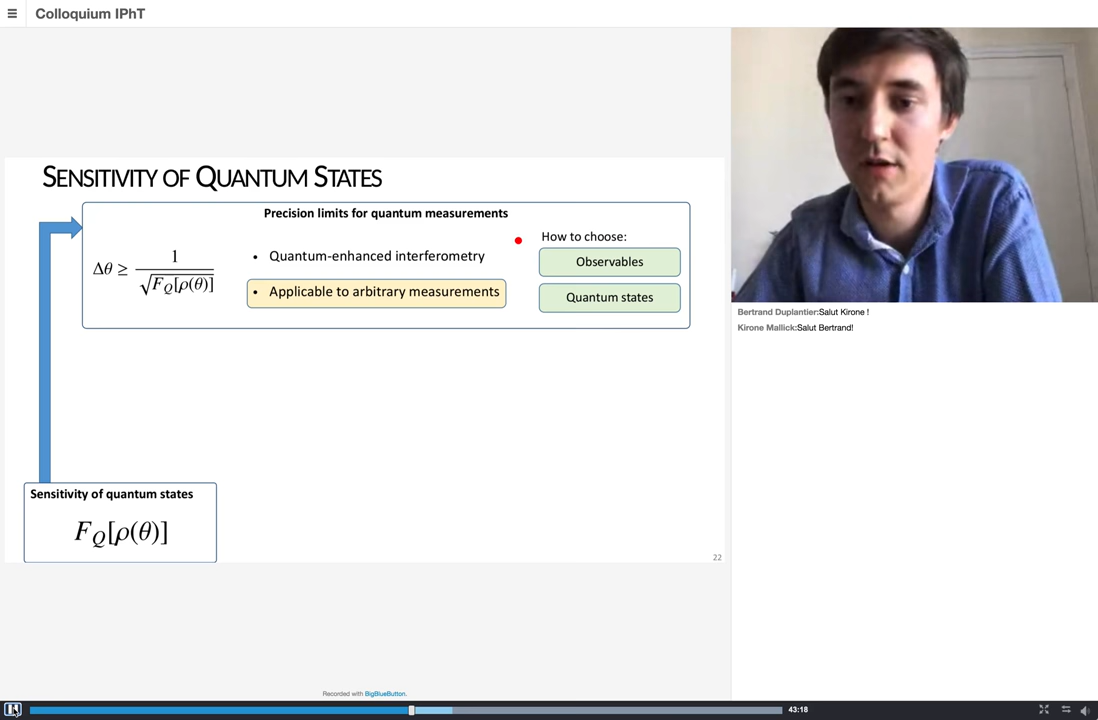 Colloquium IPhT
SENSITIVITY OF QUANTUM STATES
Precision limits for quantum measurements
Δθ ≥ 1 / √F_Q[ρ(θ)]
• Quantum-enhanced interferometry
• Applicable to arbitrary measurements
How to choose:
Observables
Quantum states
Sensitivity of quantum states
F_Q[ρ(θ)]
22
Bertrand Duplantier:Salut Kirone !
Kirone Mallick:Salut Bertrand!
Recorded with BigBlueButton.
43:18